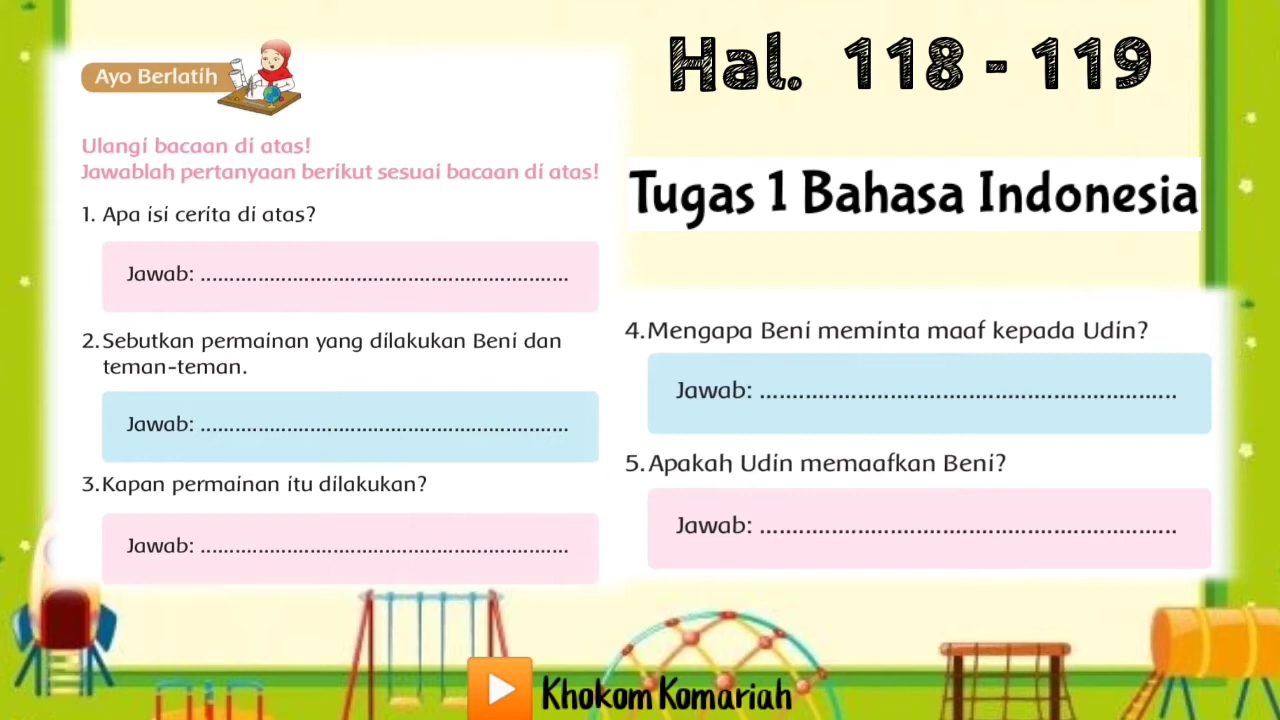 Hal. 118 - 119
Tugas 1 Bahasa Indonesia
Ayo Berlatih
Ulangi bacaan di atas!
Jawablah pertanyaan berikut sesuai bacaan di atas!
1. Apa isi cerita di atas?
Jawab: ................................................................
2. Sebutkan permainan yang dilakukan Beni dan
teman-teman.
Jawab: ................................................................
3. Kapan permainan itu dilakukan?
Jawab: ................................................................
4. Mengapa Beni meminta maaf kepada Udin?
Jawab: ................................................................
5. Apakah Udin memaafkan Beni?
Jawab: ................................................................
Khokom Komariah